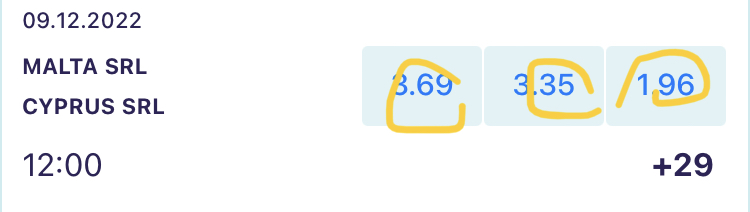 09.12.2022
MALTA SRL
CYPRUS SRL
3.69 3.35 1.96
12:00 +29